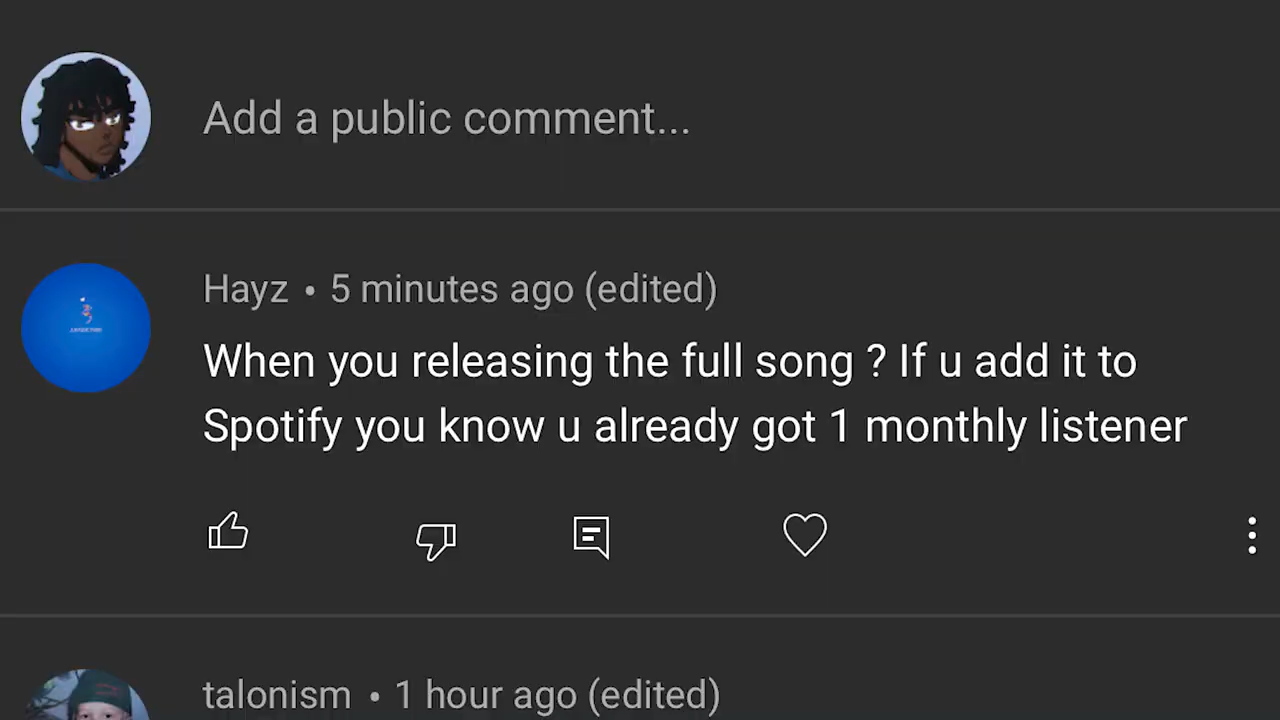 Add a public comment...
Hayz • 5 minutes ago (edited)
When you releasing the full song ? If u add it to
Spotify you know u already got 1 monthly listener
talonism • 1 hour ago (edited)